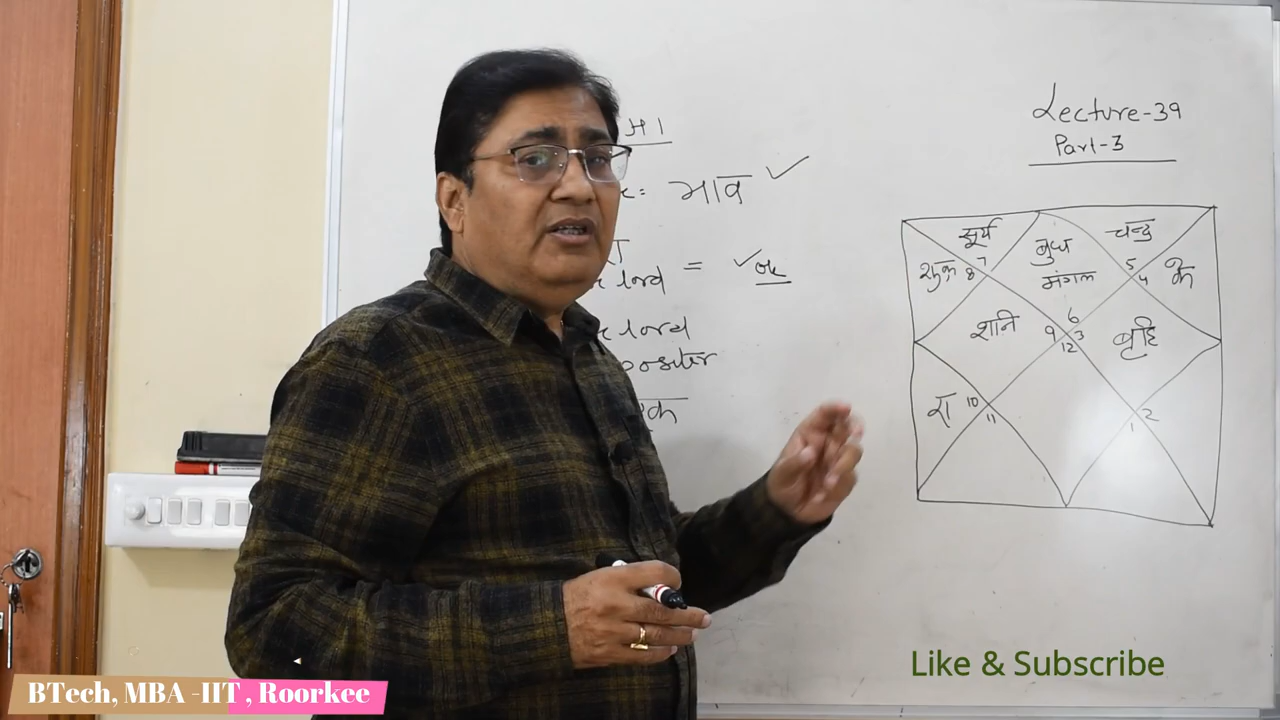 Lecture-39
Part-3
मा
= भाव ✓
lord = ✓ok
lord
सूर्य
बुध
चन्द्र
शुक्र 8 7
मंगल
5 4 के
शनि 9 6 3 12
बृह
रा 10 11
2 1
Like & Subscribe
BTech, MBA -IIT , Roorkee